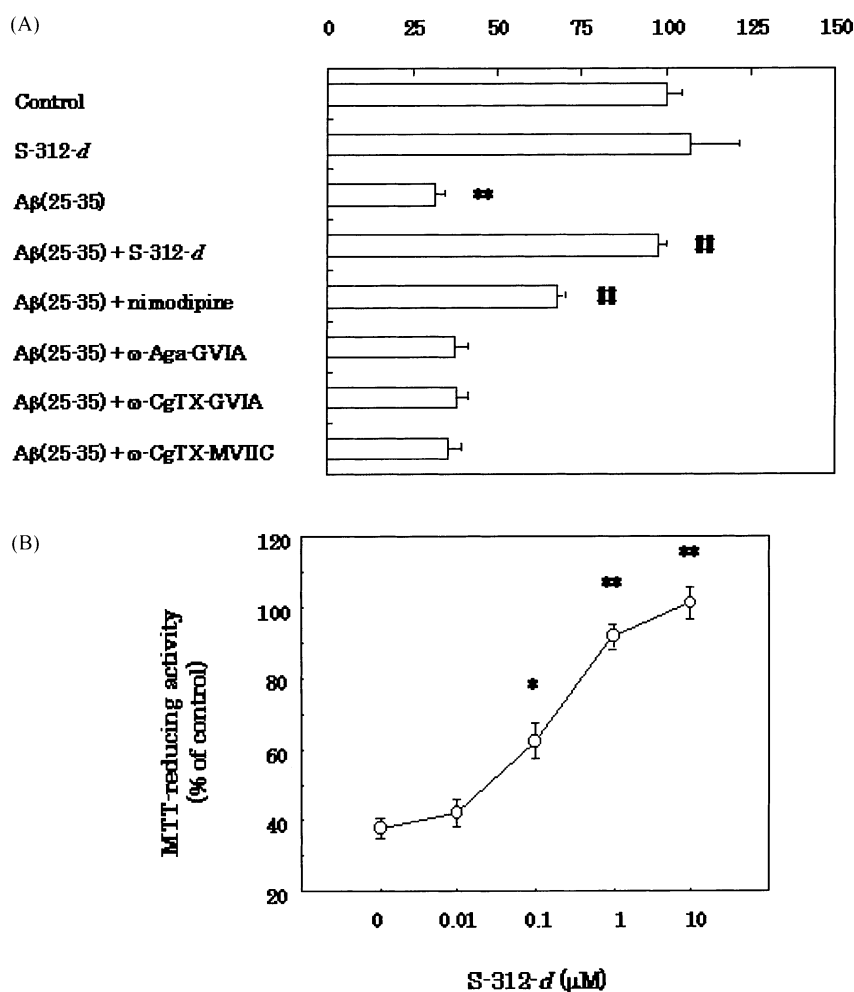 (A)
0 25 50 75 100 125 150
Control
S-312-d
Aβ(25-35)
**
Aβ(25-35) + S-312-d
##
Aβ(25-35) + nimodipine
##
Aβ(25-35) + ω-Aga-GVIA
Aβ(25-35) + ω-CgTX-GVIA
Aβ(25-35) + ω-CgTX-MVIIC
(B)
MTT-reducing activity
(% of control)
120
100
80
60
40
20
*
**
**
0 0.01 0.1 1 10
S-312-d (μM)